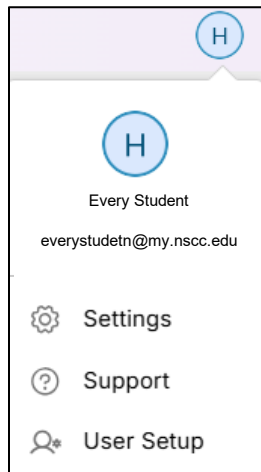 H
H
Every Student
everystudetn@my.nscc.edu
Settings
?
Support
User Setup